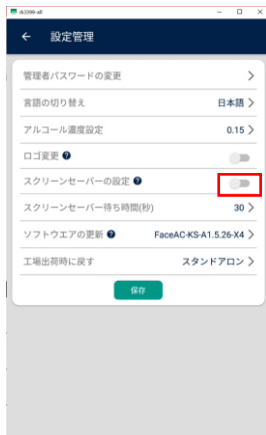 rk3399-all
設定管理
管理者パスワードの変更
言語の切り替え 日本語
アルコール濃度設定 0.15
ロゴ変更
スクリーンセーバーの設定
スクリーンセーバー待ち時間(秒) 30
ソフトウエアの更新 FaceAC-KS-A1.5.26-X4
工場出荷時に戻す スタンドアロン
保存